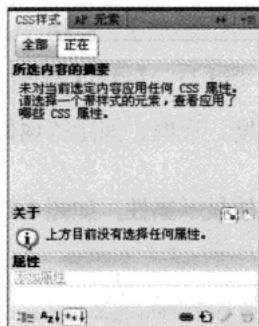 CSS样式 AP 元素
全部 正在
所选内容的摘要
未对当前选定内容应用任何 CSS 属性。
请选择一个带样式的元素，查看应用了
哪些 CSS 属性。
关于
上方目前没有选择任何属性。
属性
添加属性